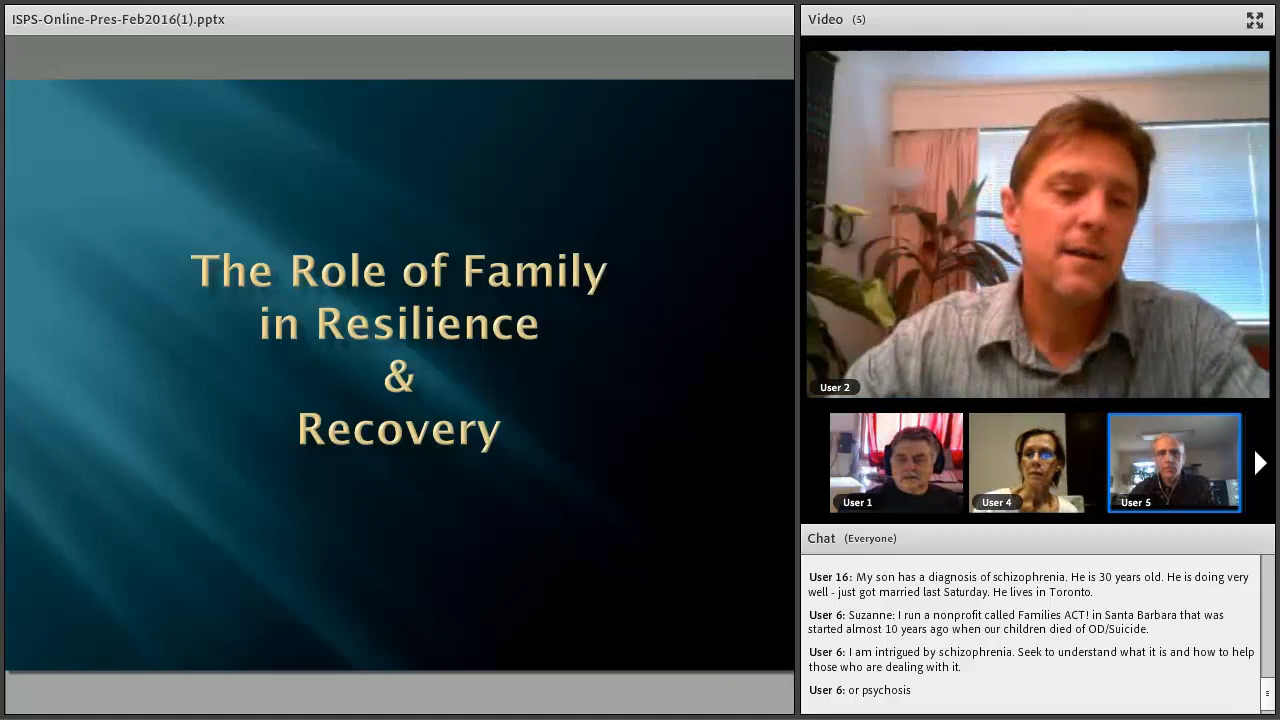 ISPS-Online-Pres-Feb2016(1).pptx
The Role of Family
in Resilience
&
Recovery
Video (5)
User 2
User 1
User 4
User 5
Chat (Everyone)
User 16: My son has a diagnosis of schizophrenia. He is 30 years old. He is doing very
well - just got married last Saturday. He lives in Toronto.
User 6: Suzanne: I run a nonprofit called Families ACT! in Santa Barbara that was
started almost 10 years ago when our children died of OD/Suicide.
User 6: I am intrigued by schizophrenia. Seek to understand what it is and how to help
those who are dealing with it.
User 6: or psychosis